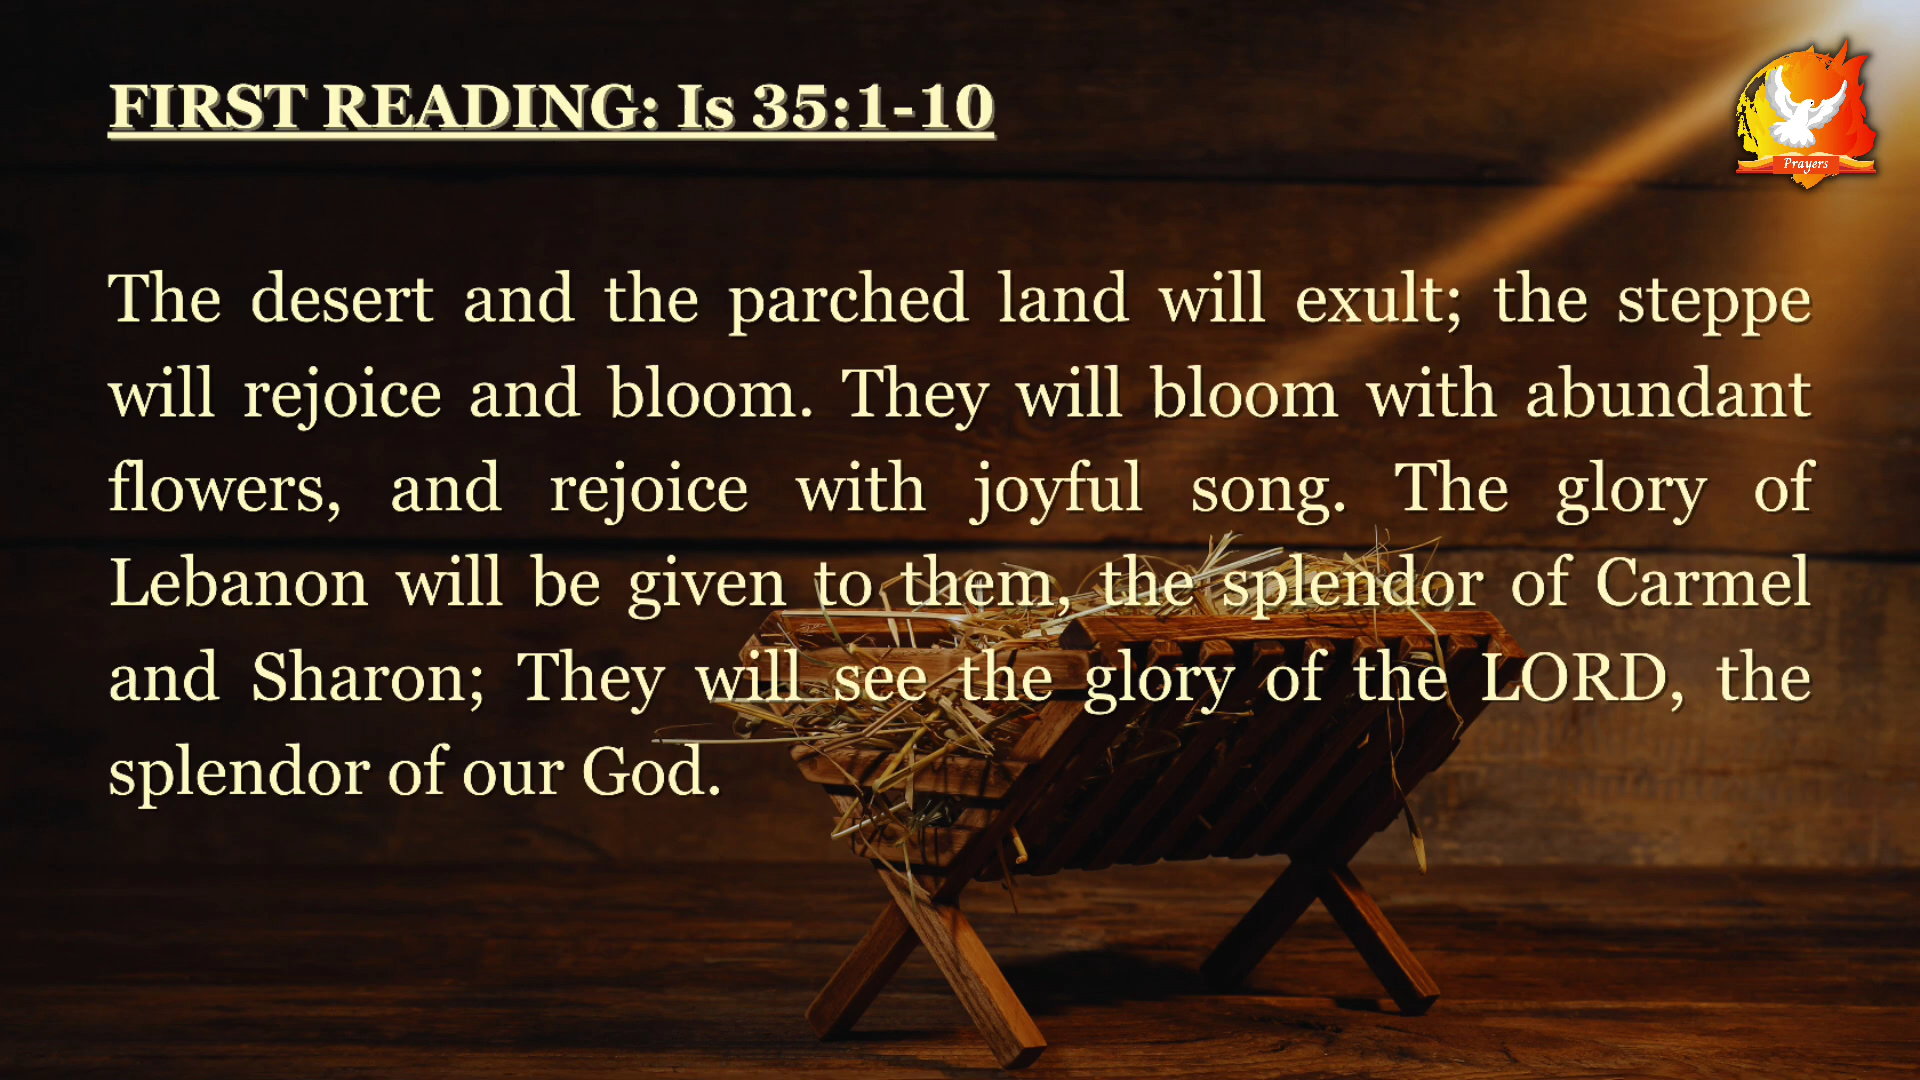 FIRST READING: Is 35:1-10
Prayers
The desert and the parched land will exult; the steppe
will rejoice and bloom. They will bloom with abundant
flowers, and rejoice with joyful song. The glory of
Lebanon will be given to them, the splendor of Carmel
and Sharon; They will see the glory of the LORD, the
splendor of our God.